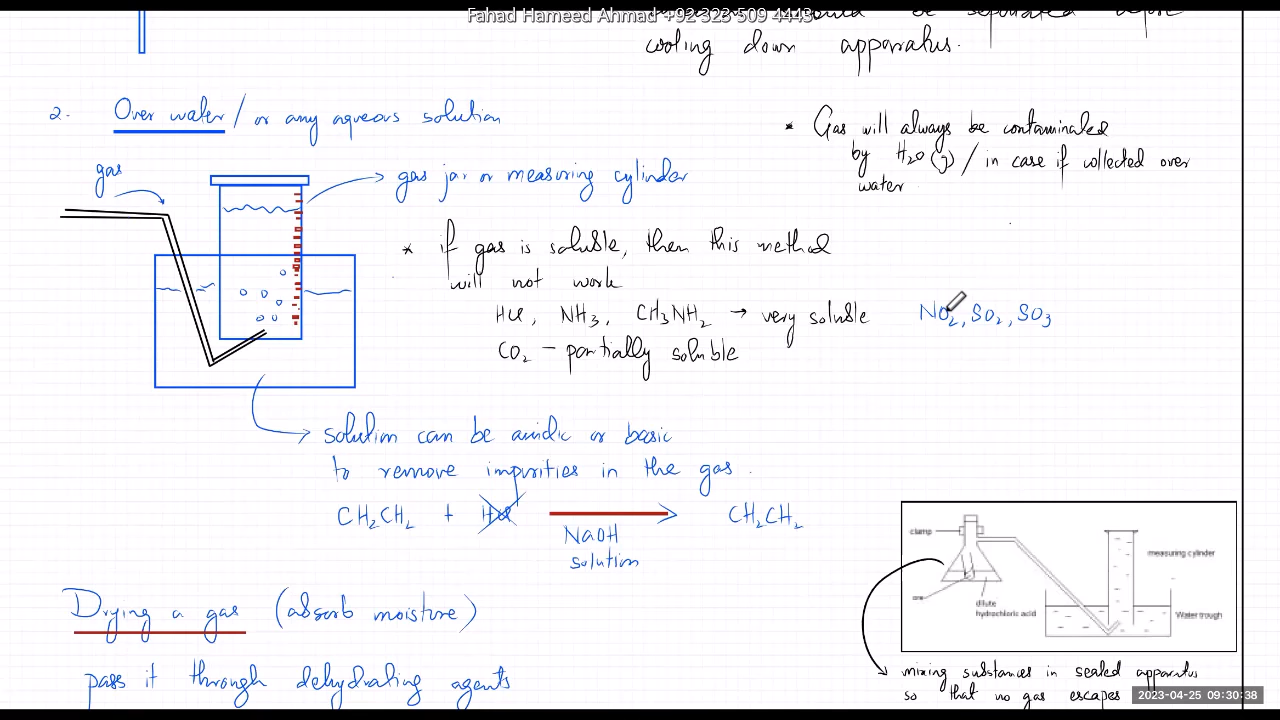 Fahad Hameed Ahmad +92 323 509 4443
be separated before
cooling down apparatus.
2. Over water / or any aqueous solution
gas
gas jar or measuring cylinder
* Gas will always be contaminated
by H2O(g) / in case if collected over
water
* if gas is soluble, then this method
will not work
HCl, NH3, CH3NH2 → very soluble NO2, SO2, SO3
CO2 – partially soluble
solution can be acidic or basic
to remove impurities in the gas.
CH2CH2 + HCl → CH2CH2
NaOH
solution
clamp
measuring cylinder
ore
dilute
hydrochloric acid
Water trough
Drying a gas (absorb moisture)
pass it through dehydrating agents
mixing substances in sealed apparatus
so that no gas escapes
2023-04-25 09:30:38